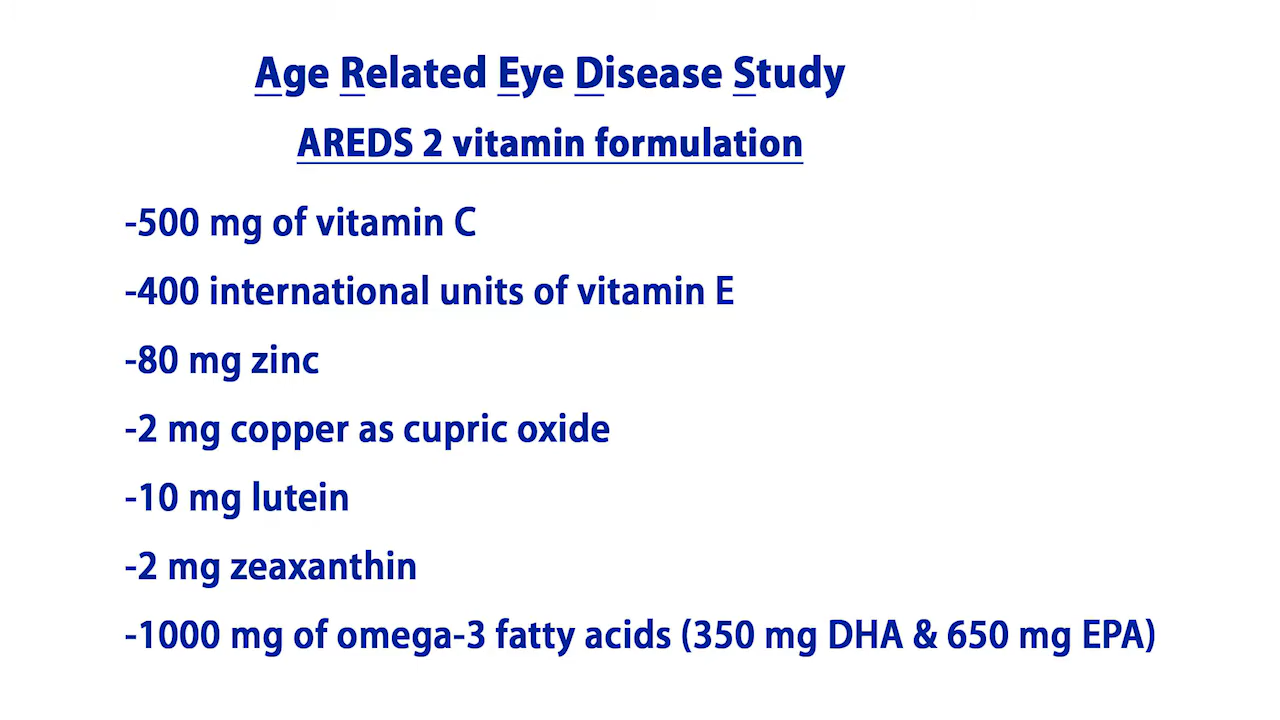 Age Related Eye Disease Study
AREDS 2 vitamin formulation
-500 mg of vitamin C
-400 international units of vitamin E
-80 mg zinc
-2 mg copper as cupric oxide
-10 mg lutein
-2 mg zeaxanthin
-1000 mg of omega-3 fatty acids (350 mg DHA & 650 mg EPA)